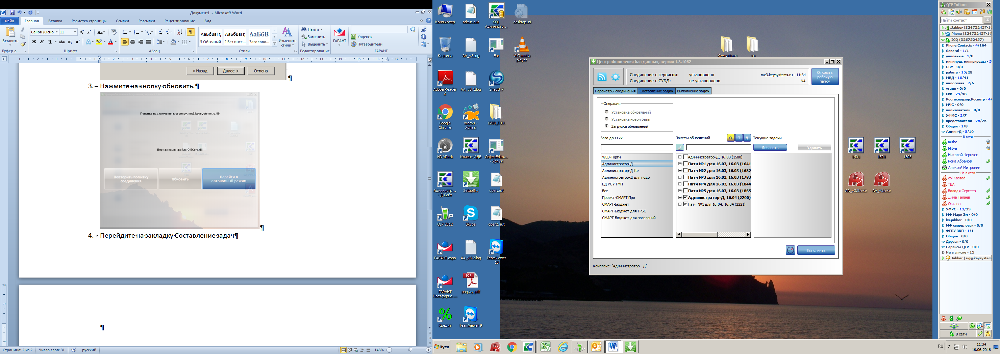 Документ1 - Microsoft Word
Файл
Главная
Вставка
Разметка страницы
Ссылки
Рассылки
Рецензирование
Вид
Вставить
Буфер о...
Calibri (Осно
11
Шрифт
Абзац
АаБбВвГг,
¶ Обычный
АаБбВвГг,
¶ Без инте...
АаБбВ
Заголово...
Изменить
стили
Стили
Найти
Заменить
Выделить
Редактирование
ГАРАНТ
Кодексы
Путеводители
ГАРАНТ
< Назад
Далее >
Отмена
¶
3.→ Нажмите·на·кнопку·обновить.¶
Попытка подключения к сервису: mx3.keysystems.ru:80
Верификация файла Qt5Core.dll
Повторить попытку
соединения
Обновить
Перейти в
автономный режим
¶
4.→ Перейдите·на·закладку·Составление·задач¶
¶
Страница: 2 из 2
Число слов: 31
русский
148%
Компьютер
admin.aut
SQL
Администр...
desktop.ini
Корзина
AA_v3.log
Far
VLC media
player
Keysystems
тв
Adobe Reader
X
AA_v3.1.log
SnagIt 7
Google
Chrome
wincvs -
Ярлык
1203_FULL
HD VDeck
Клиент-АДБ
ObjectEdito...
- Ярлык
Админстр...
- Д Лайт
SetupSrv
oper.aut
QIP 2012
Skype
oper2.aut
ГАРАНТ аэро
AA_v3.2.log
TeamViewer
10
ГАРАНТ
Платформа ...
prepay.pdf
Кредит
TeamViewer 9
1401
1501
1503
AA_v3.2.exe
AA_v3.exe
Центр обновления баз данных, версия 1.3.1062
Соединение с сервисом:
установлено
mx3.keysystems.ru - 11:34
Соединение с СУБД:
не установлено
NA
Открыть
рабочую
папку
Параметры соединения
Составление задач
Выполнение задач
Операция
Установка обновлений
Установка новой базы
Загрузка обновлений
База данных
Пакеты обновлений
О
П
Д
Текущие задачи
Добавить
Удалить
WEB-Торги
Администратор-Д
Администратор-Д lite
Администратор-Д для подр
БД РСУ ГМП
Все
Проект-СМАРТ Про
СМАРТ-Бюджет
СМАРТ-Бюджет для ГРБС
СМАРТ-Бюджет для поселений
Администратор-Д, 16.03 (1580)
Патч №1 для 16.03, 16.03 (1641
Патч №2 для 16.03, 16.03 (1682
Патч №3 для 16.03, 16.03 (1783
Патч №4 для 16.03, 16.03 (1844
Патч №5 для 16.03, 16.03 (1865
Администратор-Д, 16.04 (2200)
Патч №1 для 16.04, 16.04 (2221)
Выполнить
Комплекс: "Администратор - Д"
QIP Infium
Найти контакт
Jabber (326752457-1
Phone (326752457-1@
ICQ (326752457)
Phone Contacts - 4/164
General - 1/1
уволеные - 1/8
минимущ, минприроды - 5
БВУ - 0/0
работа - 15/28
МВД - 10/41
налоговая - 2/6
угадн - 0/0
МФ - 29/48
Ростехнадзор,Роспотр - 4/
МЧС - 0/0
пользователи - 0/0
УФМС - 2/7
представители - 28/75
Общая - 1/8
Админ-Д - 5/10
В сети
misha
Mitya
Николай Черняев
Рома Абрамов
Алексей Митронин
Не в сети
col.Kassad
TEA
Володя Сергеев
Дина Талаев
Оксана
УФРС - 13/39
МФ Мари Эл - 0/0
ks.jabber - 0/0
МФ свердловск - 0/0
ФГБУ ЗКП - 1/1
Общие - 0/0
Друзья - 0/0
Сервисы QIP - 0/0
Не в списке - 15
Jabber (sig@keysystem
В сети
Пуск
RU
11:34
16.06.2016